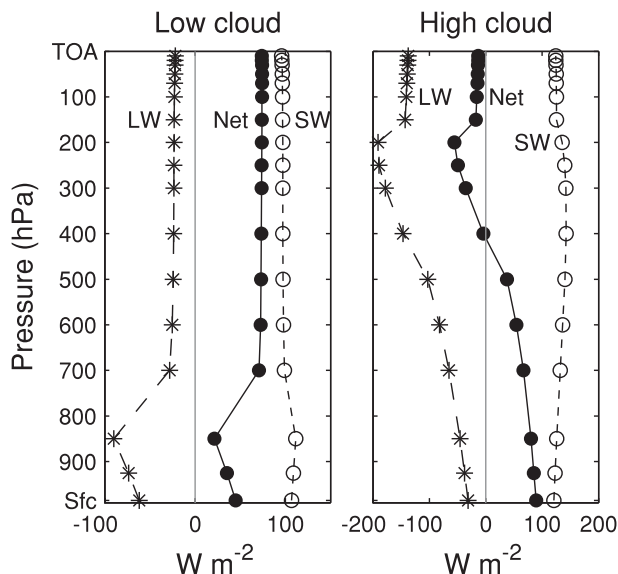 Low cloud
High cloud
TOA
100
200
300
400
500
600
700
800
900
Sfc
Pressure (hPa)
LW
Net
SW
LW
Net
SW
-100
0
100
-200
-100
0
100
200
W m-2
W m-2